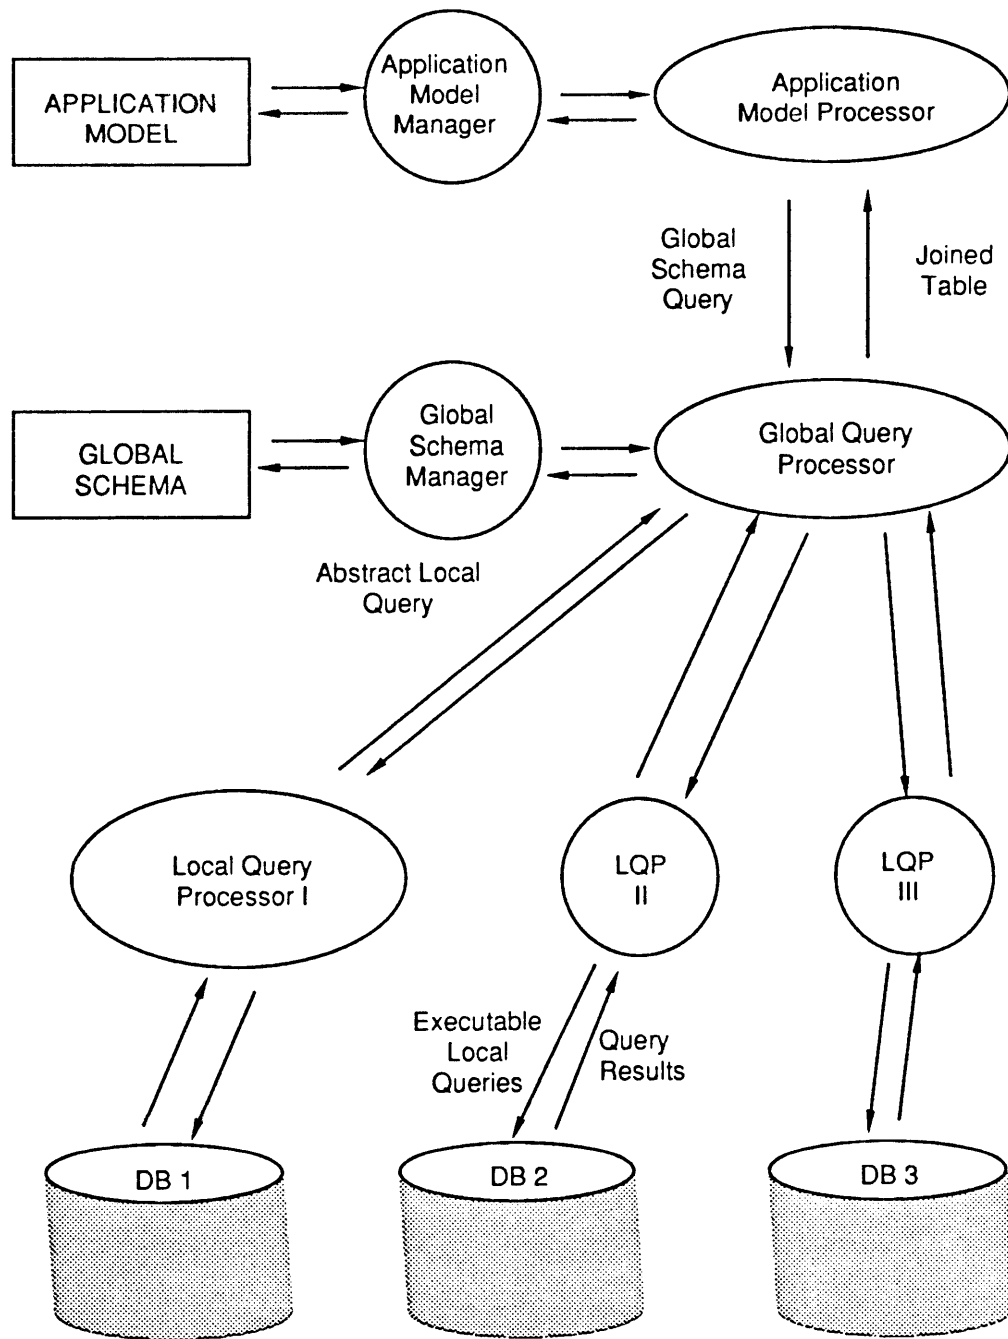 APPLICATION
MODEL
Application
Model
Manager
Application
Model Processor
Global
Schema
Query
Joined
Table
GLOBAL
SCHEMA
Global
Schema
Manager
Global Query
Processor
Abstract Local
Query
Local Query
Processor I
LQP
II
LQP
III
Executable
Local
Queries
Query
Results
DB 1
DB 2
DB 3